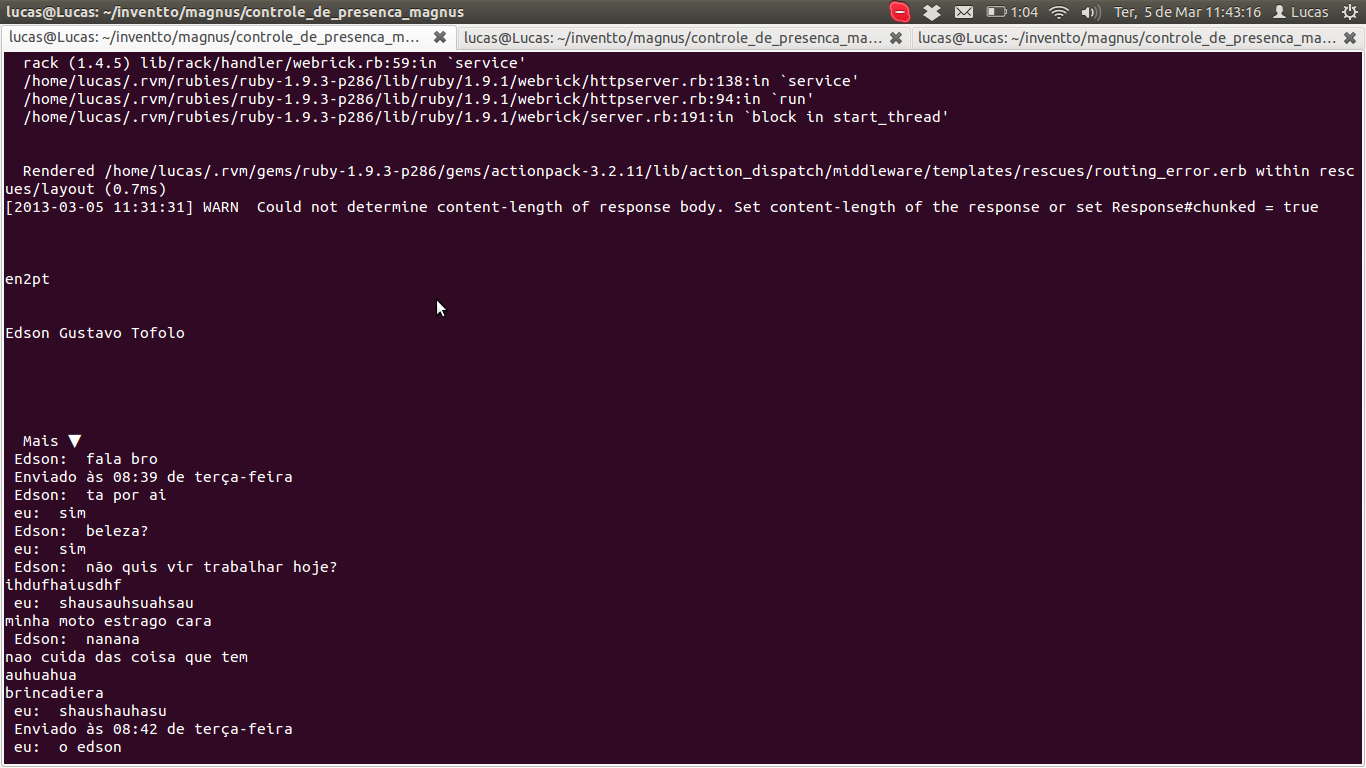 lucas@Lucas: ~/inventto/magnus/controle_de_presenca_magnus
1:04
Ter, 5 de Mar 11:43:16
Lucas
lucas@Lucas: ~/inventto/magnus/controle_de_presenca_m...
lucas@Lucas: ~/inventto/magnus/controle_de_presenca_ma...
lucas@Lucas: ~/inventto/magnus/controle_de_presenca_ma...
rack (1.4.5) lib/rack/handler/webrick.rb:59:in `service'
/home/lucas/.rvm/rubies/ruby-1.9.3-p286/lib/ruby/1.9.1/webrick/httpserver.rb:138:in `service'
/home/lucas/.rvm/rubies/ruby-1.9.3-p286/lib/ruby/1.9.1/webrick/httpserver.rb:94:in `run'
/home/lucas/.rvm/rubies/ruby-1.9.3-p286/lib/ruby/1.9.1/webrick/server.rb:191:in `block in start_thread'
Rendered /home/lucas/.rvm/gems/ruby-1.9.3-p286/gems/actionpack-3.2.11/lib/action_dispatch/middleware/templates/rescues/routing_error.erb within resc
ues/layout (0.7ms)
[2013-03-05 11:31:31] WARN  Could not determine content-length of response body. Set content-length of the response or set Response#chunked = true
en2pt
Edson Gustavo Tofolo
Mais ▼
Edson:  fala bro
Enviado às 08:39 de terça-feira
Edson:  ta por ai
eu:  sim
Edson:  beleza?
eu:  sim
Edson:  não quis vir trabalhar hoje?
ihdufhaiusdhf
eu:  shausauhsuahsau
minha moto estrago cara
Edson:  nanana
nao cuida das coisa que tem
auhuahua
brincadiera
eu:  shaushauhasu
Enviado às 08:42 de terça-feira
eu:  o edson